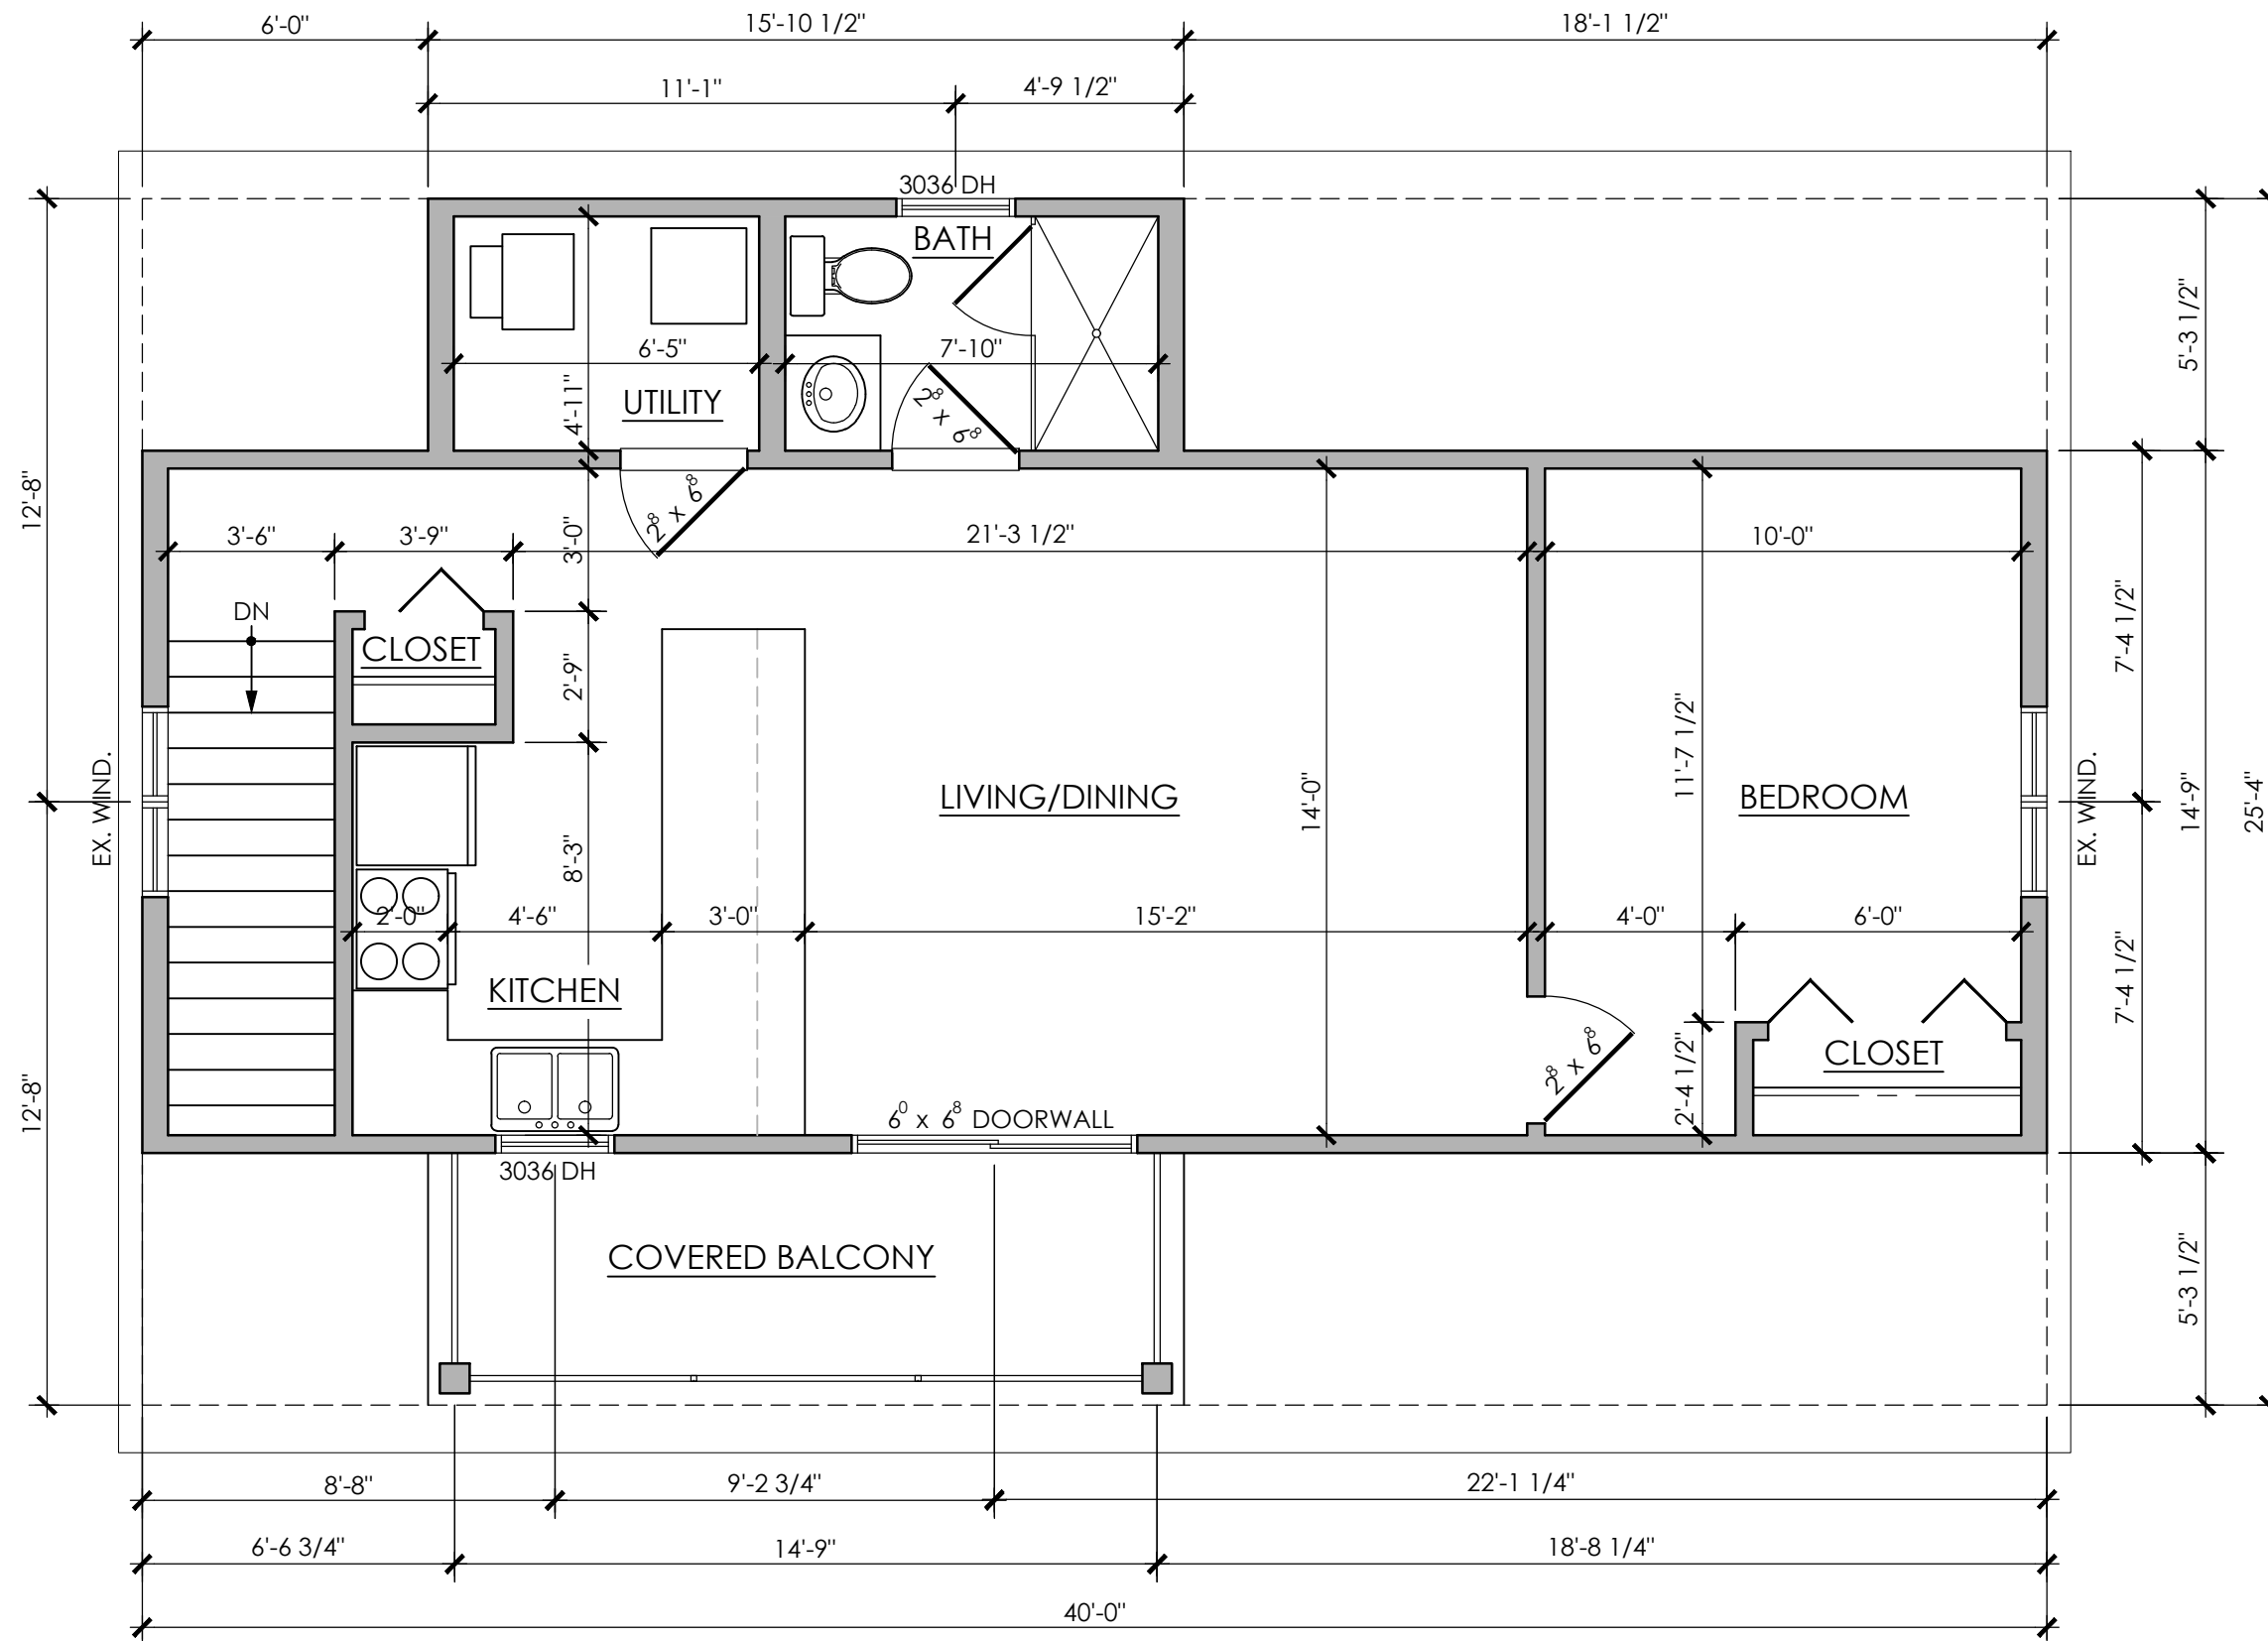 6'-0"
15'-10 1/2"
18'-1 1/2"
11'-1"
4'-9 1/2"
3036 DH
BATH
5'-3 1/2"
6'-5"
7'-10"
4'-11"
UTILITY
2⁸ x 6⁸
2⁸ x 6⁸
12'-8"
3'-6"
3'-9"
3'-0"
21'-3 1/2"
10'-0"
7'-4 1/2"
DN
CLOSET
2'-9"
11'-7 1/2"
EX. WIND.
LIVING/DINING
14'-0"
BEDROOM
EX. WIND.
14'-9"
25'-4"
8'-3"
2'-0"
4'-6"
3'-0"
15'-2"
4'-0"
6'-0"
KITCHEN
7'-4 1/2"
2⁸ x 6⁸
2'-4 1/2"
CLOSET
12'-8"
6⁰ x 6⁸ DOORWALL
3036 DH
COVERED BALCONY
5'-3 1/2"
8'-8"
9'-2 3/4"
22'-1 1/4"
6'-6 3/4"
14'-9"
18'-8 1/4"
40'-0"